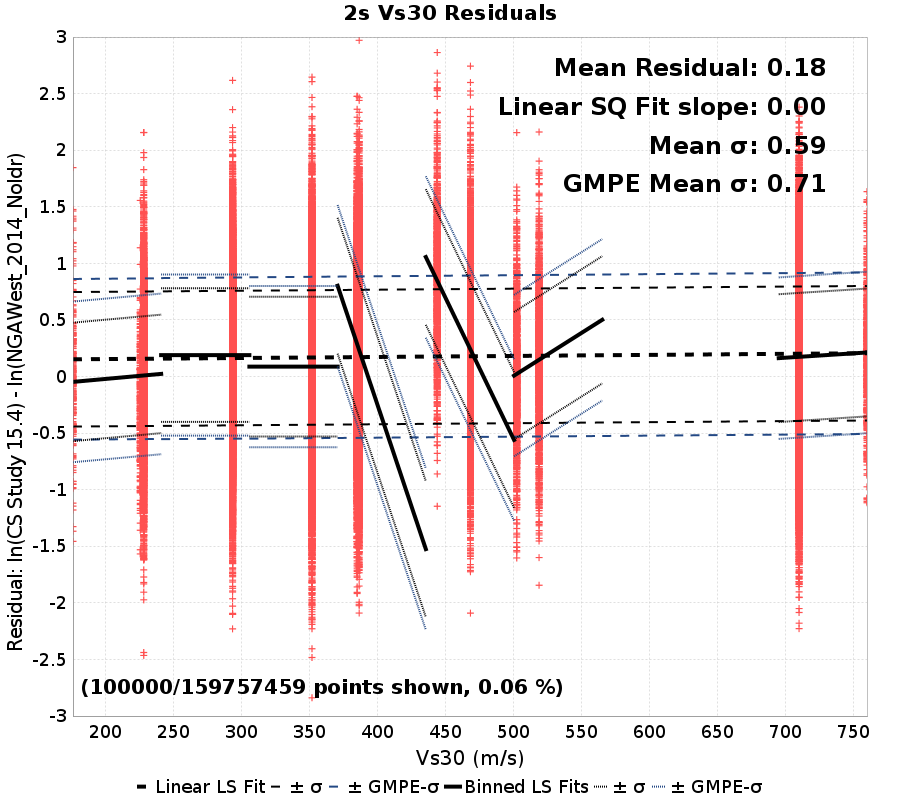 2s Vs30 Residuals
Mean Residual: 0.18
Linear SQ Fit slope: 0.00
Mean σ: 0.59
GMPE Mean σ: 0.71
3
2.5
2
1.5
1
0.5
0
-0.5
-1
-1.5
-2
-2.5
-3
Residual: ln(CS Study 15.4) - ln(NGAWest_2014_NoIdr)
(100000/159757459 points shown, 0.06 %)
200 250 300 350 400 450 500 550 600 650 700 750
Vs30 (m/s)
Linear LS Fit ± σ ± GMPE-σ Binned LS Fits ± σ ± GMPE-σ